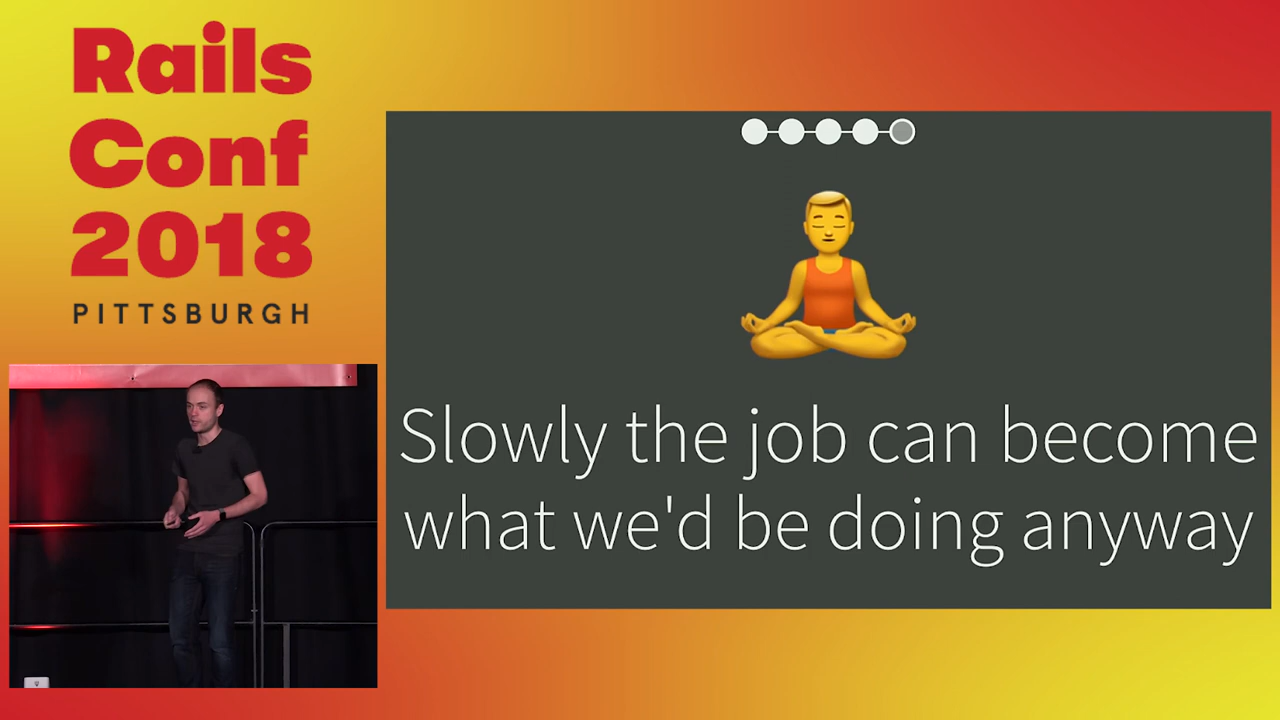 Rails
Conf
2018
PITTSBURGH
Slowly the job can become
what we'd be doing anyway